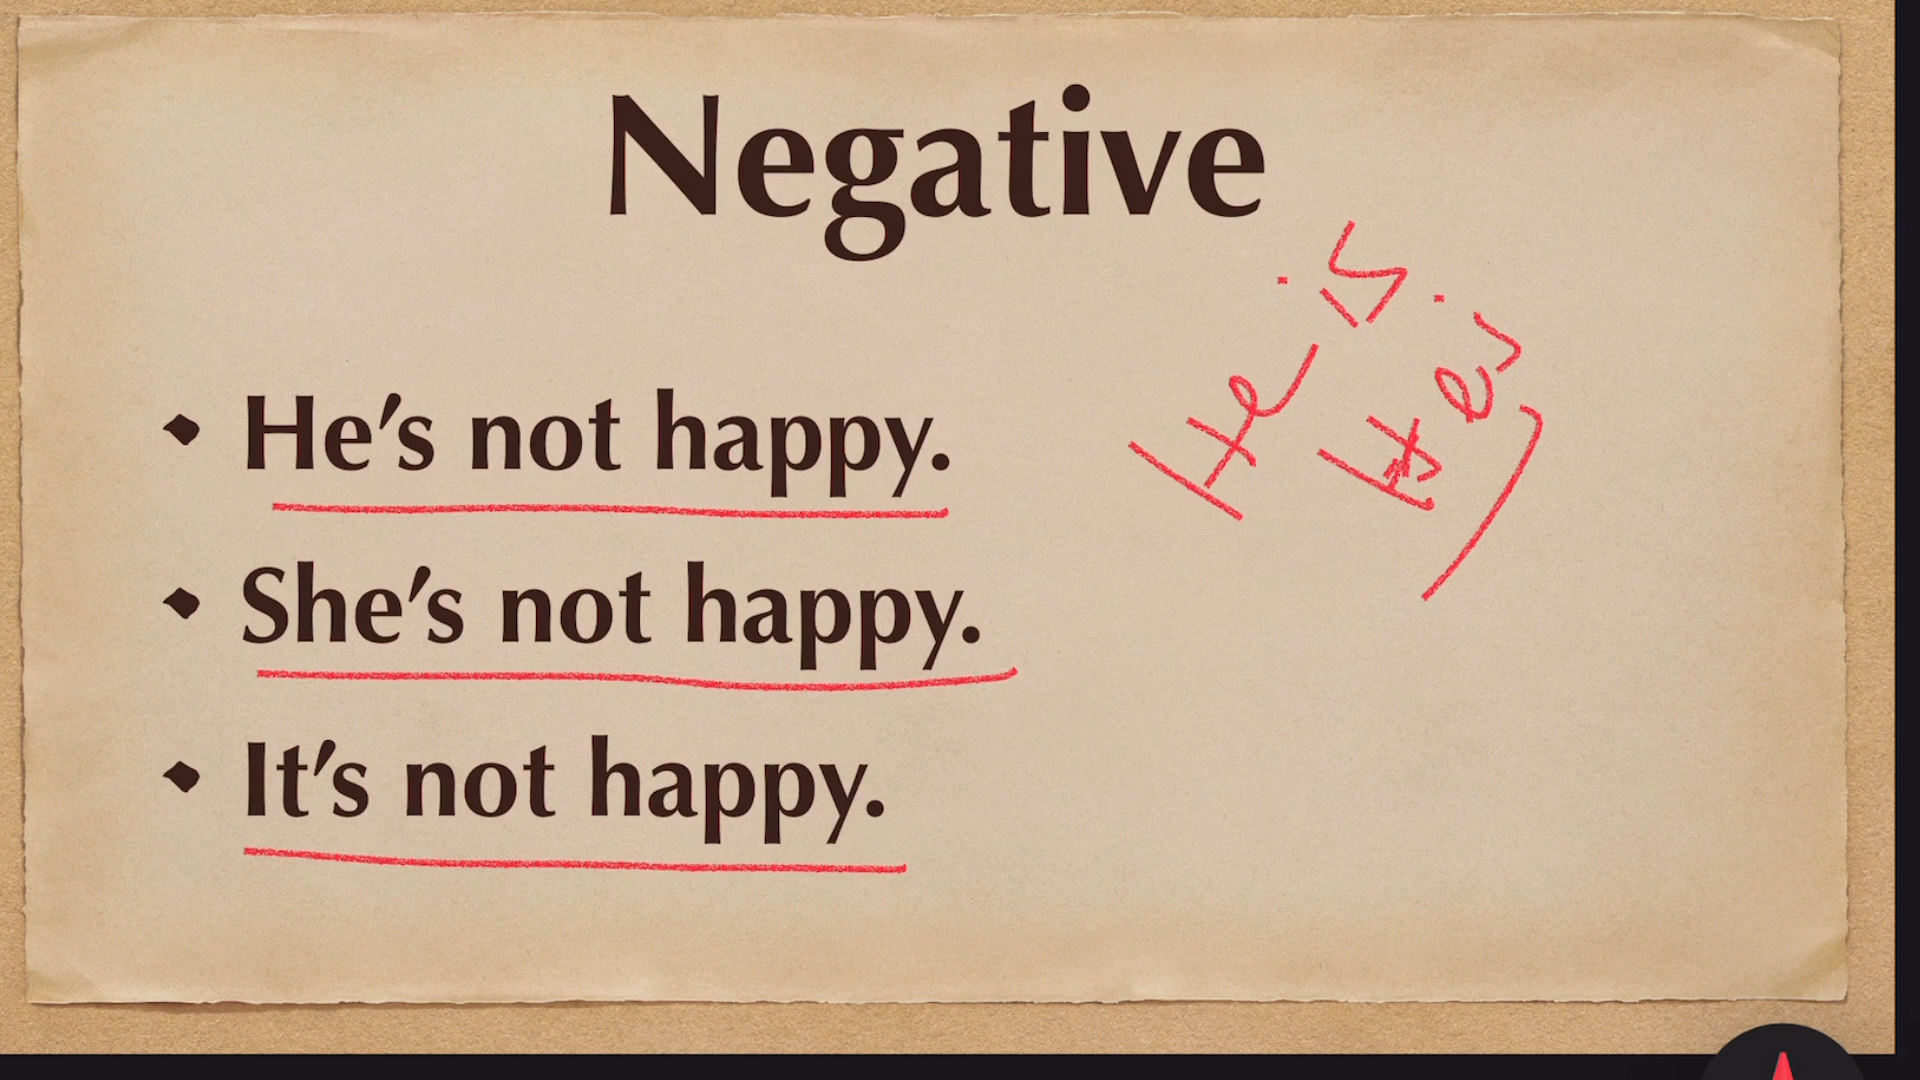 Negative
He is
He's
• He's not happy.
• She's not happy.
• It's not happy.